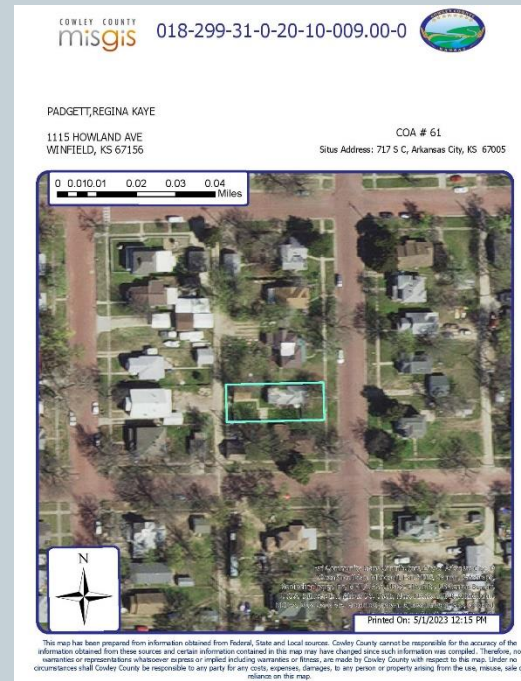 COWLEY COUNTY
misgis
018-299-31-0-20-10-009.00-0
PADGETT,REGINA KAYE
1115 HOWLAND AVE
WINFIELD, KS 67156
COA # 61
Situs Address: 717 S C, Arkansas City, KS 67005
0 0.010.01 0.02 0.03 0.04
Miles
N
Printed On: 5/1/2023 12:15 PM
This map has been prepared from information obtained from Federal, State and Local sources. Cowley County cannot be responsible for the accuracy of the
information obtained from these sources and certain information contained in this map may have changed since such information was compiled. Therefore, no
warranties or representations whatsoever express or implied including warranties or fitness, are made by Cowley County with respect to this map. Under no
circumstances shall Cowley County be responsible to any party for any costs, expenses, damages, to any person or property arising from the use, misuse, sale o
reliance on this map.